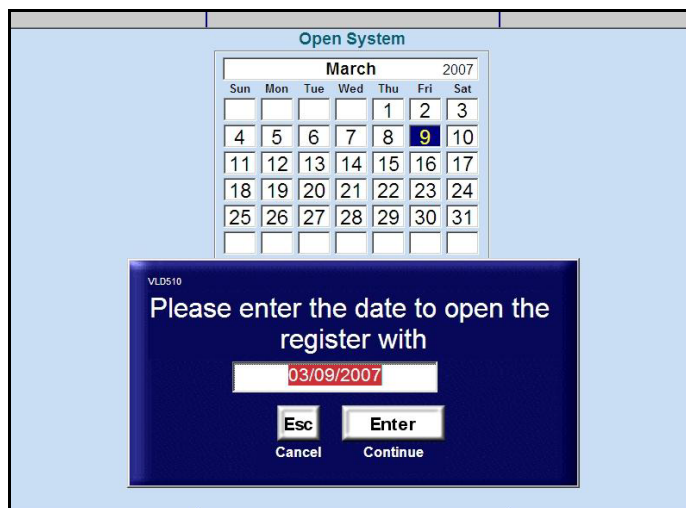 Open System
March 2007
Sun Mon Tue Wed Thu Fri Sat
1 2 3
4 5 6 7 8 9 10
11 12 13 14 15 16 17
18 19 20 21 22 23 24
25 26 27 28 29 30 31
VLD510
Please enter the date to open the
register with
03/09/2007
Esc Enter
Cancel Continue